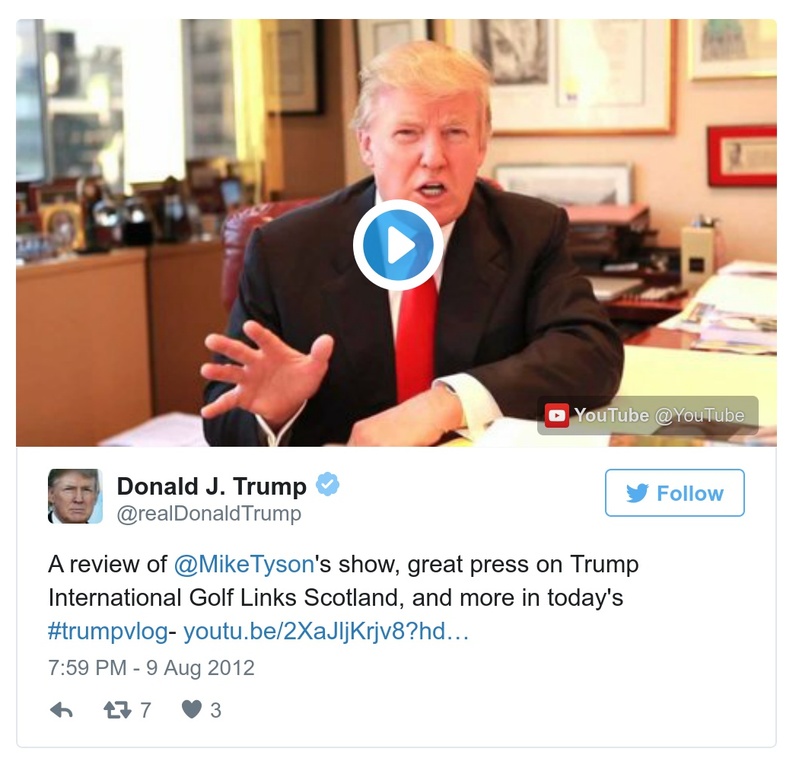 YouTube @YouTube
Donald J. Trump
@realDonaldTrump
Follow
A review of @MikeTyson's show, great press on Trump
International Golf Links Scotland, and more in today's
#trumpvlog- youtu.be/2XaJljKrjv8?hd…
7:59 PM - 9 Aug 2012
7 3